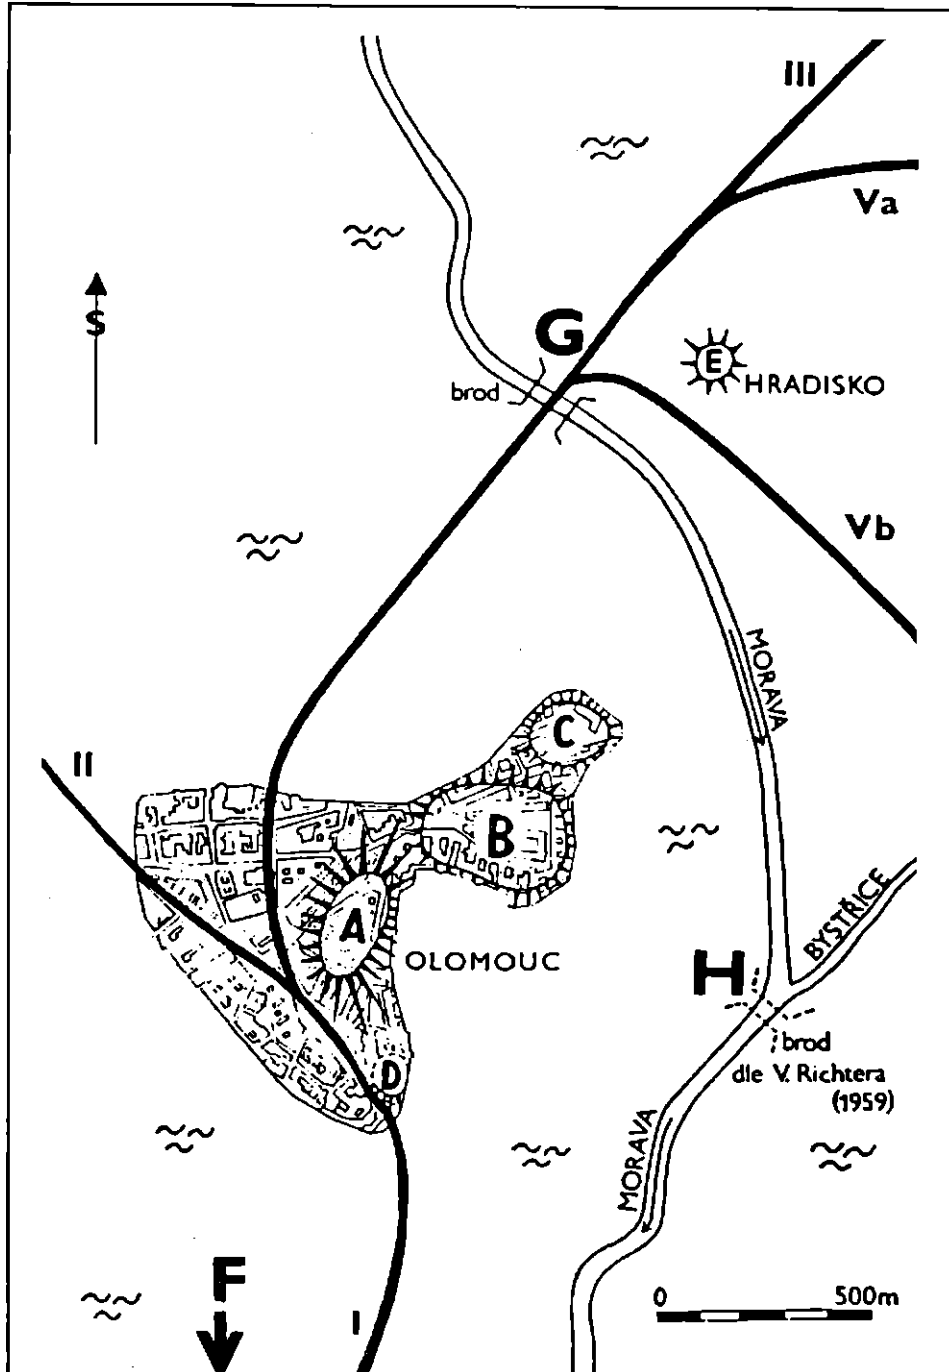 III
Va
S
G
E
HRADISKO
brod
Vb
MORAVA
C
II
B
A
BYSTŘICE
OLOMOUC
H
D
brod
dle V. Richtera
(1959)
MORAVA
F
I
0 500m